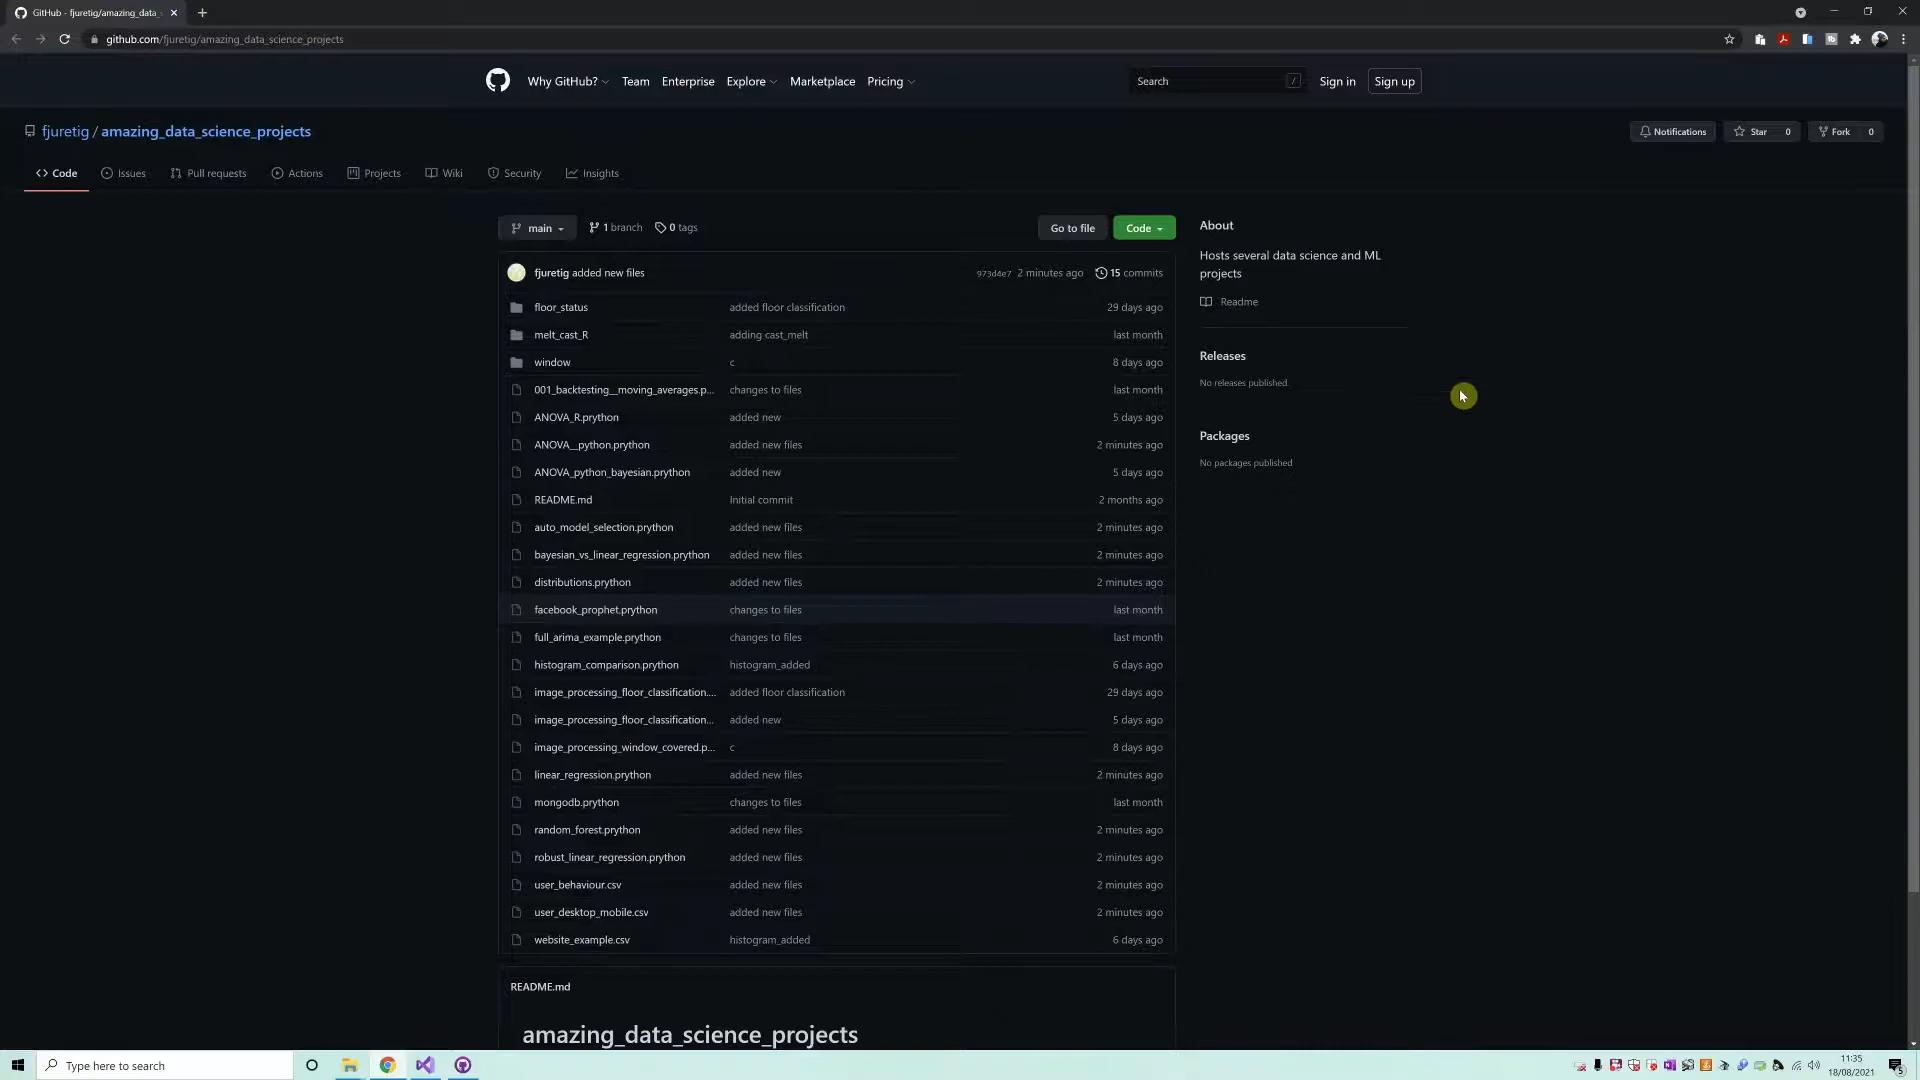 GitHub - fjuretig/amazing_data_
github.com/fjuretig/amazing_data_science_projects
Why GitHub? Team Enterprise Explore Marketplace Pricing Search / Sign in Sign up
fjuretig / amazing_data_science_projects Notifications Star 0 Fork 0
Code Issues Pull requests Actions Projects Wiki Security Insights
main 1 branch 0 tags Go to file Code
fjuretig added new files 973d4e7 2 minutes ago 15 commits
floor_status added floor classification 29 days ago
melt_cast_R adding cast_melt last month
window c 8 days ago
001_backtesting__moving_averages.p... changes to files last month
ANOVA_R.prython added new 5 days ago
ANOVA__python.prython added new files 2 minutes ago
ANOVA_python_bayesian.prython added new 5 days ago
README.md Initial commit 2 months ago
auto_model_selection.prython added new files 2 minutes ago
bayesian_vs_linear_regression.prython added new files 2 minutes ago
distributions.prython added new files 2 minutes ago
facebook_prophet.prython changes to files last month
full_arima_example.prython changes to files last month
histogram_comparison.prython histogram_added 6 days ago
image_processing_floor_classification.... added floor classification 29 days ago
image_processing_floor_classification... added new 5 days ago
image_processing_window_covered.p... c 8 days ago
linear_regression.prython added new files 2 minutes ago
mongodb.prython changes to files last month
random_forest.prython added new files 2 minutes ago
robust_linear_regression.prython added new files 2 minutes ago
user_behaviour.csv added new files 2 minutes ago
user_desktop_mobile.csv added new files 2 minutes ago
website_example.csv histogram_added 6 days ago
README.md
amazing_data_science_projects
About
Hosts several data science and ML
projects
Readme
Releases
No releases published
Packages
No packages published
Type here to search
11:35
18/08/2021
5